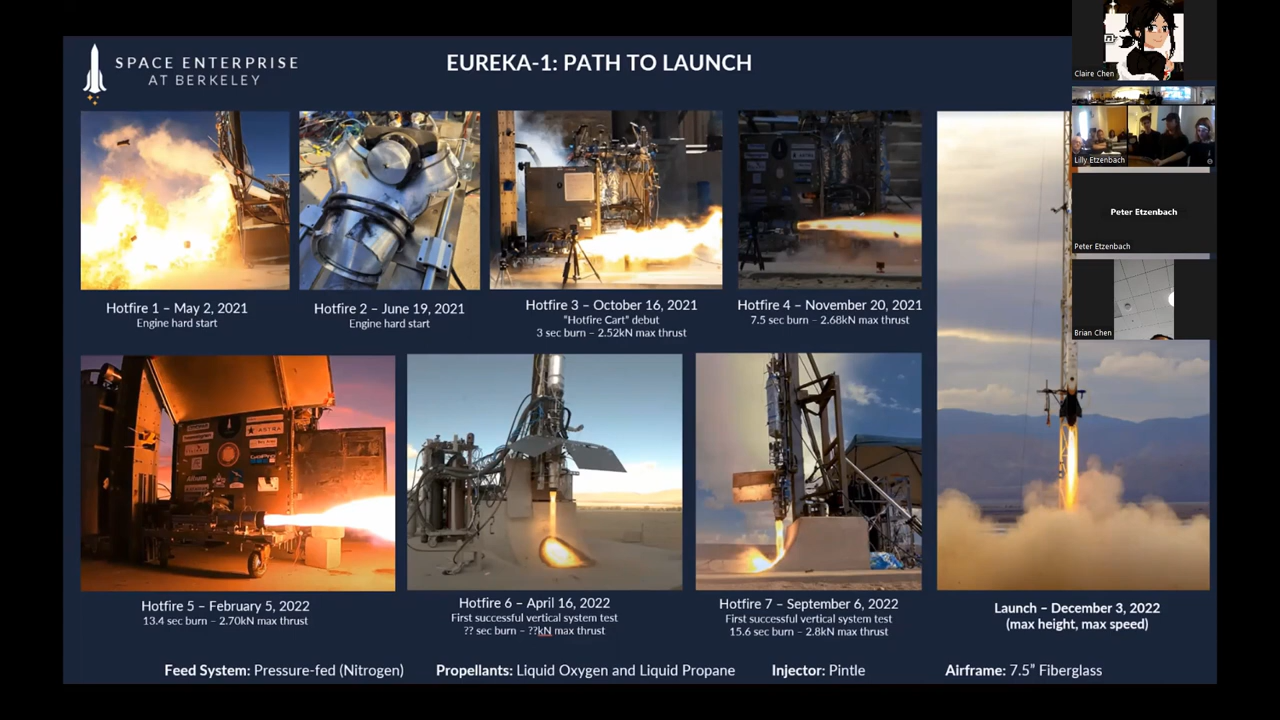 SPACE ENTERPRISE
AT BERKELEY
EUREKA-1: PATH TO LAUNCH
Hotfire 1 – May 2, 2021
Engine hard start
Hotfire 2 – June 19, 2021
Engine hard start
Hotfire 3 – October 16, 2021
"Hotfire Cart" debut
3 sec burn – 2.52kN max thrust
Hotfire 4 – November 20, 2021
7.5 sec burn – 2.68kN max thrust
ASTRA
Hotfire 5 – February 5, 2022
13.4 sec burn – 2.70kN max thrust
Hotfire 6 – April 16, 2022
First successful vertical system test
?? sec burn – ??kN max thrust
Hotfire 7 – September 6, 2022
First successful vertical system test
15.6 sec burn – 2.8kN max thrust
Launch – December 3, 2022
(max height, max speed)
Feed System: Pressure-fed (Nitrogen)
Propellants: Liquid Oxygen and Liquid Propane
Injector: Pintle
Airframe: 7.5” Fiberglass
Claire Chen
Lilly Etzenbach
Peter Etzenbach
Peter Etzenbach
Brian Chen